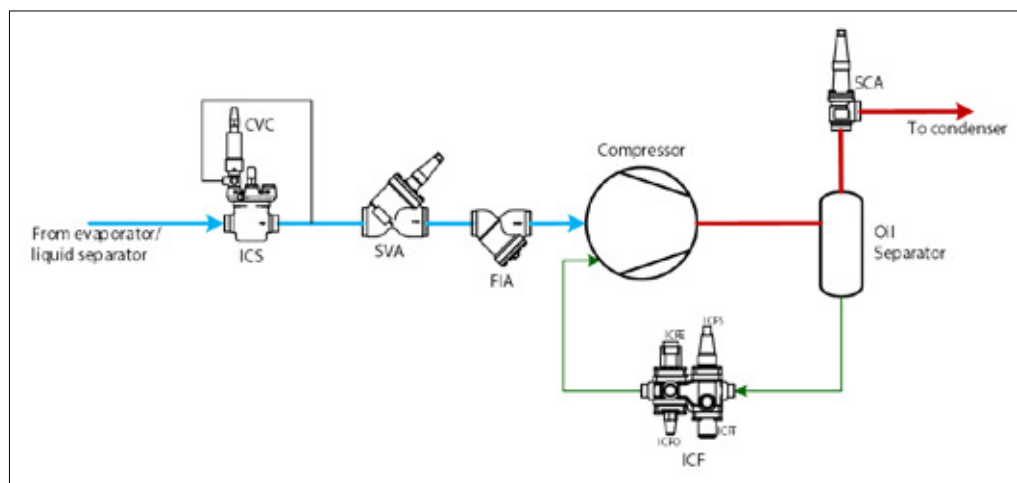 SCA
To condenser
CVC
Compressor
From evaporator/
liquid separator
ICS
SVA
FIA
Oil
Separator
ICFE
ICFS
ICFO
ICFF
ICF